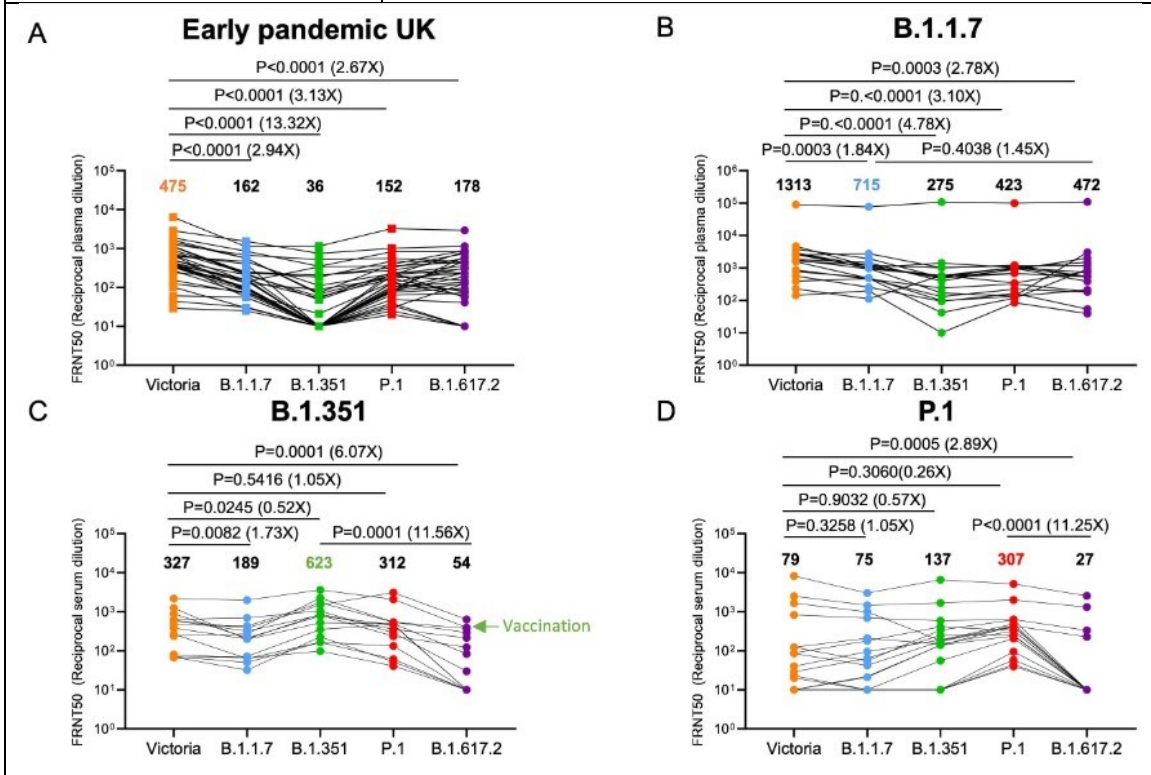 A
Early pandemic UK
P<0.0001 (2.67X)
P<0.0001 (3.13X)
P<0.0001 (13.32X)
P<0.0001 (2.94X)
FRNT50 (Reciprocal plasma dilution)
10⁵
10⁴
10³
10²
10¹
10⁰
475 162 36 152 178
Victoria B.1.1.7 B.1.351 P.1 B.1.617.2
B
B.1.1.7
P=0.0003 (2.78X)
P=0.<0.0001 (3.10X)
P=0.<0.0001 (4.78X)
P=0.0003 (1.84X) P=0.4038 (1.45X)
FRNT50 (Reciprocal plasma dilution)
10⁶
10⁵
10⁴
10³
10²
10¹
10⁰
1313 715 275 423 472
Victoria B.1.1.7 B.1.351 P.1 B.1.617.2
C
B.1.351
P=0.0001 (6.07X)
P=0.5416 (1.05X)
P=0.0245 (0.52X)
P=0.0082 (1.73X) P=0.0001 (11.56X)
FRNT50 (Reciprocal serum dilution)
10⁵
10⁴
10³
10²
10¹
10⁰
327 189 623 312 54
Vaccination
Victoria B.1.1.7 B.1.351 P.1 B.1.617.2
D
P.1
P=0.0005 (2.89X)
P=0.3060(0.26X)
P=0.9032 (0.57X)
P=0.3258 (1.05X) P<0.0001 (11.25X)
FRNT50 (Reciprocal serum dilution)
10⁵
10⁴
10³
10²
10¹
10⁰
79 75 137 307 27
Victoria B.1.1.7 B.1.351 P.1 B.1.617.2